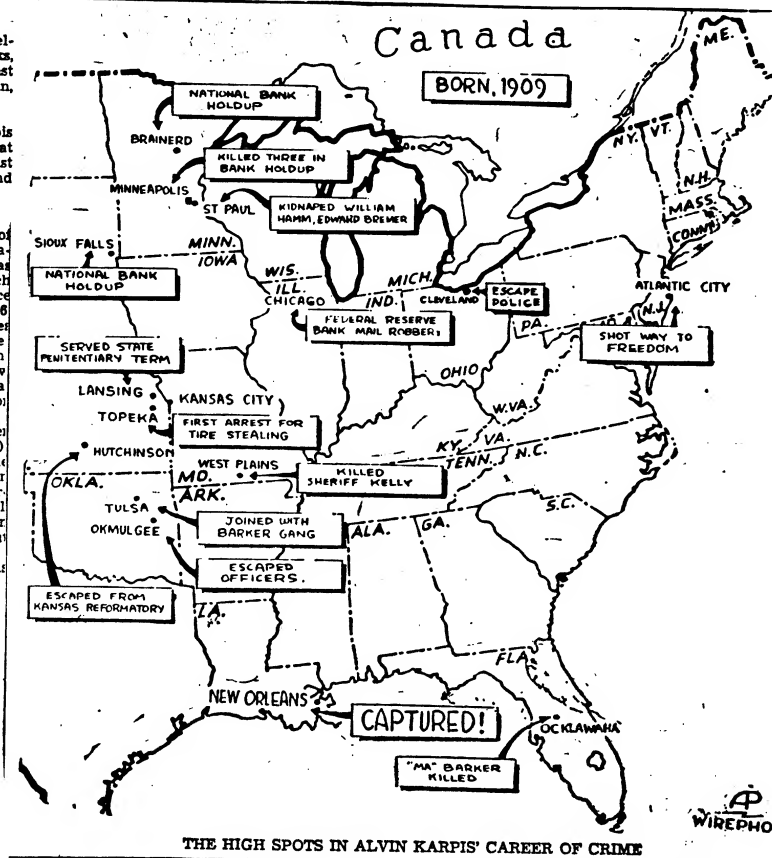 Canada
BORN, 1909
ME.
N.Y.
VT.
N.H.
MASS.
CONN.
NATIONAL BANK
HOLDUP
BRAINERD
KILLED THREE IN
BANK HOLDUP
MINNEAPOLIS
ST PAUL
KIDNAPED WILLIAM
HAMM, EDWARD BREMER
SIOUX FALLS
MINN.
IOWA
NATIONAL BANK
HOLDUP
WIS.
ILL.
CHICAGO
MICH.
IND.
CLEVELAND
ESCAPE
POLICE
ATLANTIC CITY
N.J.
PA.
FEDERAL RESERVE
BANK MAIL ROBBERY
SHOT WAY TO
FREEDOM
SERVED STATE
PENITENTIARY TERM
OHIO
LANSING
KANSAS CITY
TOPEKA
W.VA.
FIRST ARREST FOR
TIRE STEALING
HUTCHINSON
KY.
VA.
TENN.
N.C.
WEST PLAINS
KILLED
SHERIFF KELLY
OKLA.
MO.
ARK.
TULSA
OKMULGEE
JOINED WITH
BARKER GANG
ALA.
GA.
S.C.
ESCAPED
OFFICERS.
ESCAPED FROM
KANSAS REFORMATORY
LA.
FLA.
NEW ORLEANS
CAPTURED!
OCKLAWAHA
"MA" BARKER
KILLED
AP
WIREPHO
THE HIGH SPOTS IN ALVIN KARPIS' CAREER OF CRIME